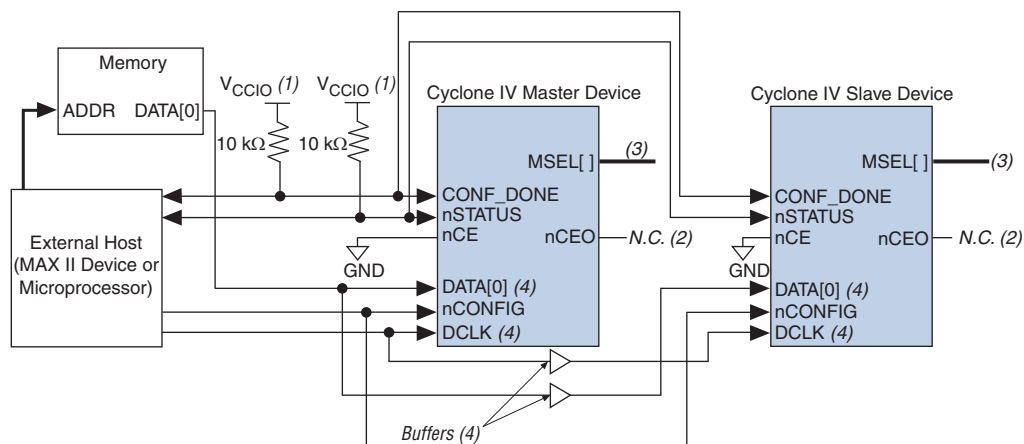 Memory
ADDR DATA[0]
VCCIO (1) VCCIO (1)
10 kΩ 10 kΩ
Cyclone IV Master Device
MSEL[ ] (3)
CONF_DONE
nSTATUS
nCE nCEO N.C. (2)
GND
DATA[0] (4)
nCONFIG
DCLK (4)
Cyclone IV Slave Device
MSEL[ ] (3)
CONF_DONE
nSTATUS
nCE nCEO N.C. (2)
GND
DATA[0] (4)
nCONFIG
DCLK (4)
External Host
(MAX II Device or
Microprocessor)
Buffers (4)